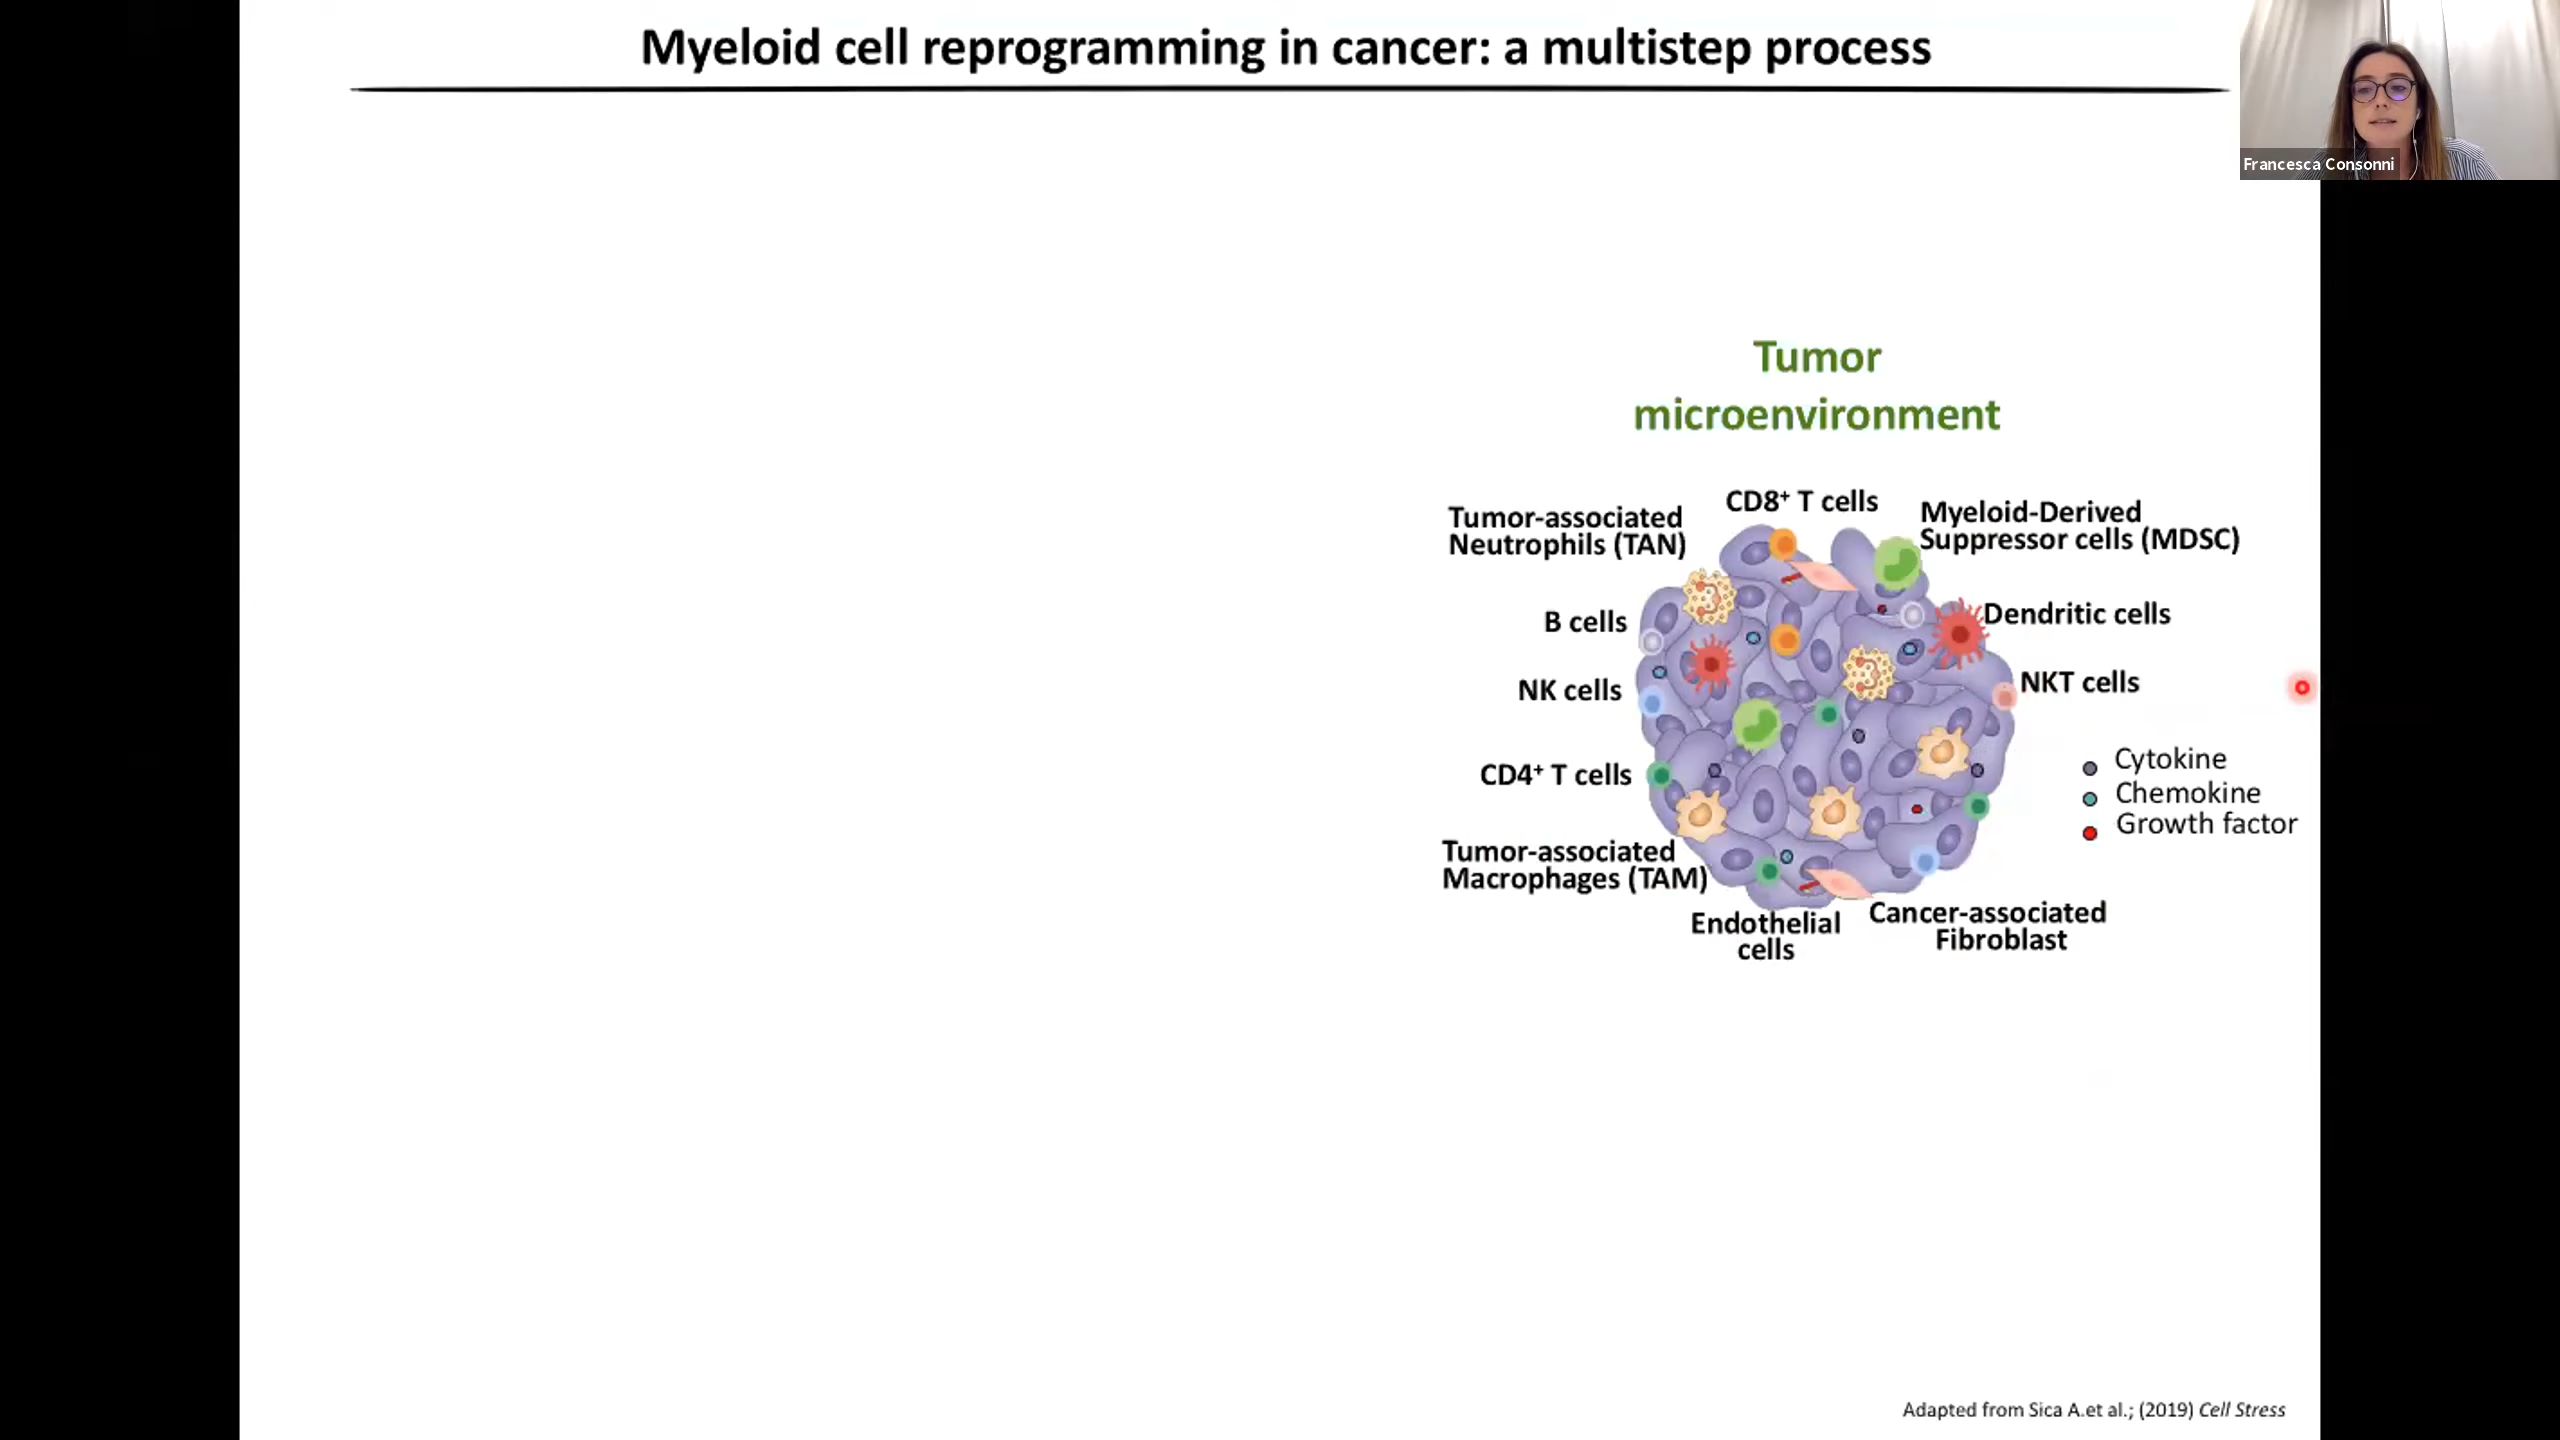 Myeloid cell reprogramming in cancer: a multistep process
Francesca Consonni
Tumor
microenvironment
CD8⁺ T cells
Tumor-associated
Neutrophils (TAN)
Myeloid-Derived
Suppressor cells (MDSC)
B cells
Dendritic cells
NK cells
NKT cells
CD4⁺ T cells
Cytokine
Chemokine
Growth factor
Tumor-associated
Macrophages (TAM)
Endothelial
cells
Cancer-associated
Fibroblast
Adapted from Sica A.et al.; (2019) Cell Stress